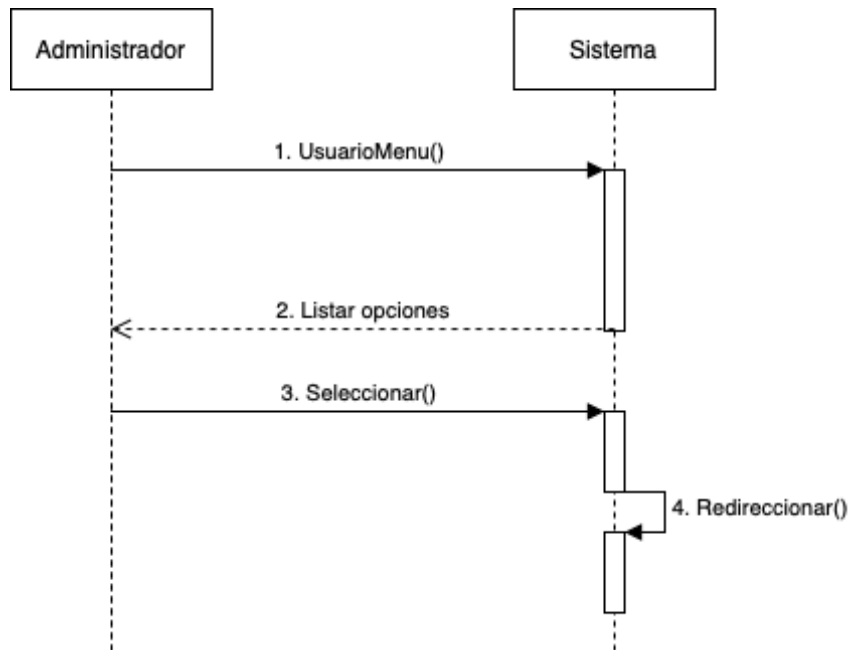 Administrador
Sistema
1. UsuarioMenu()
2. Listar opciones
3. Seleccionar()
4. Redireccionar()